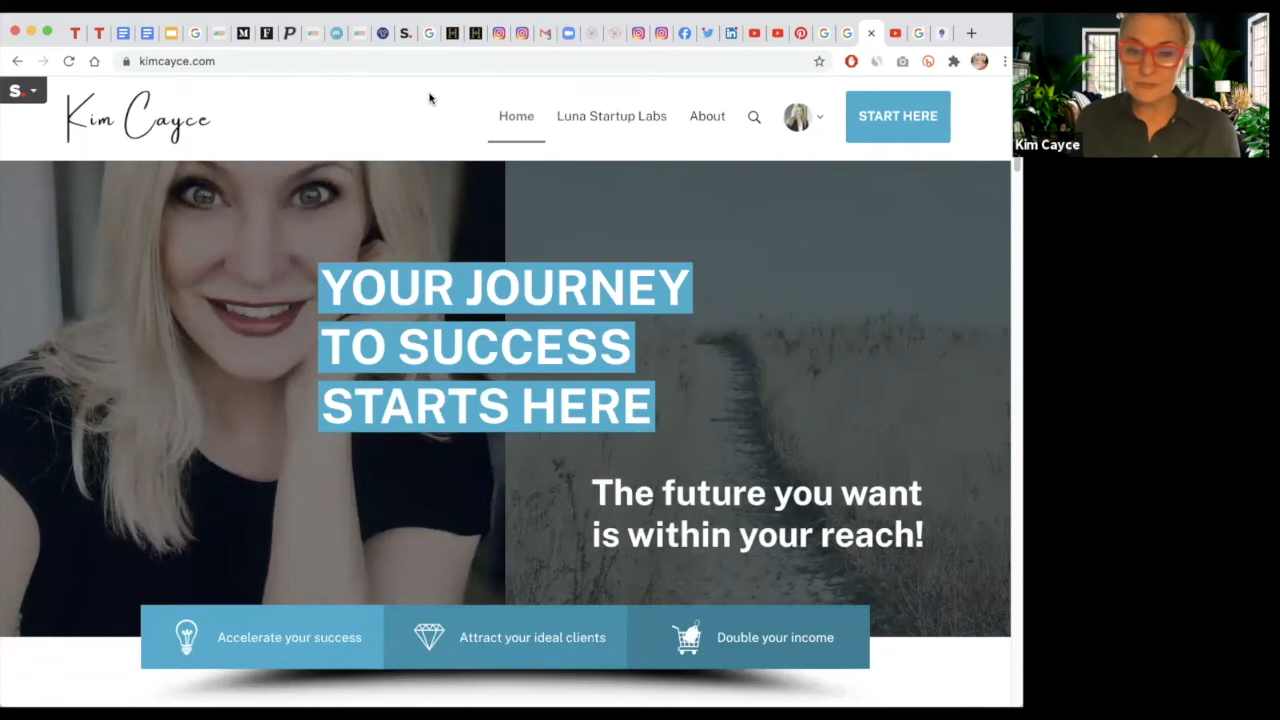 kimcayce.com
S.
Kim Cayce
Home
Luna Startup Labs
About
START HERE
Kim Cayce
YOUR JOURNEY
TO SUCCESS
STARTS HERE
The future you want
is within your reach!
Accelerate your success
Attract your ideal clients
Double your income